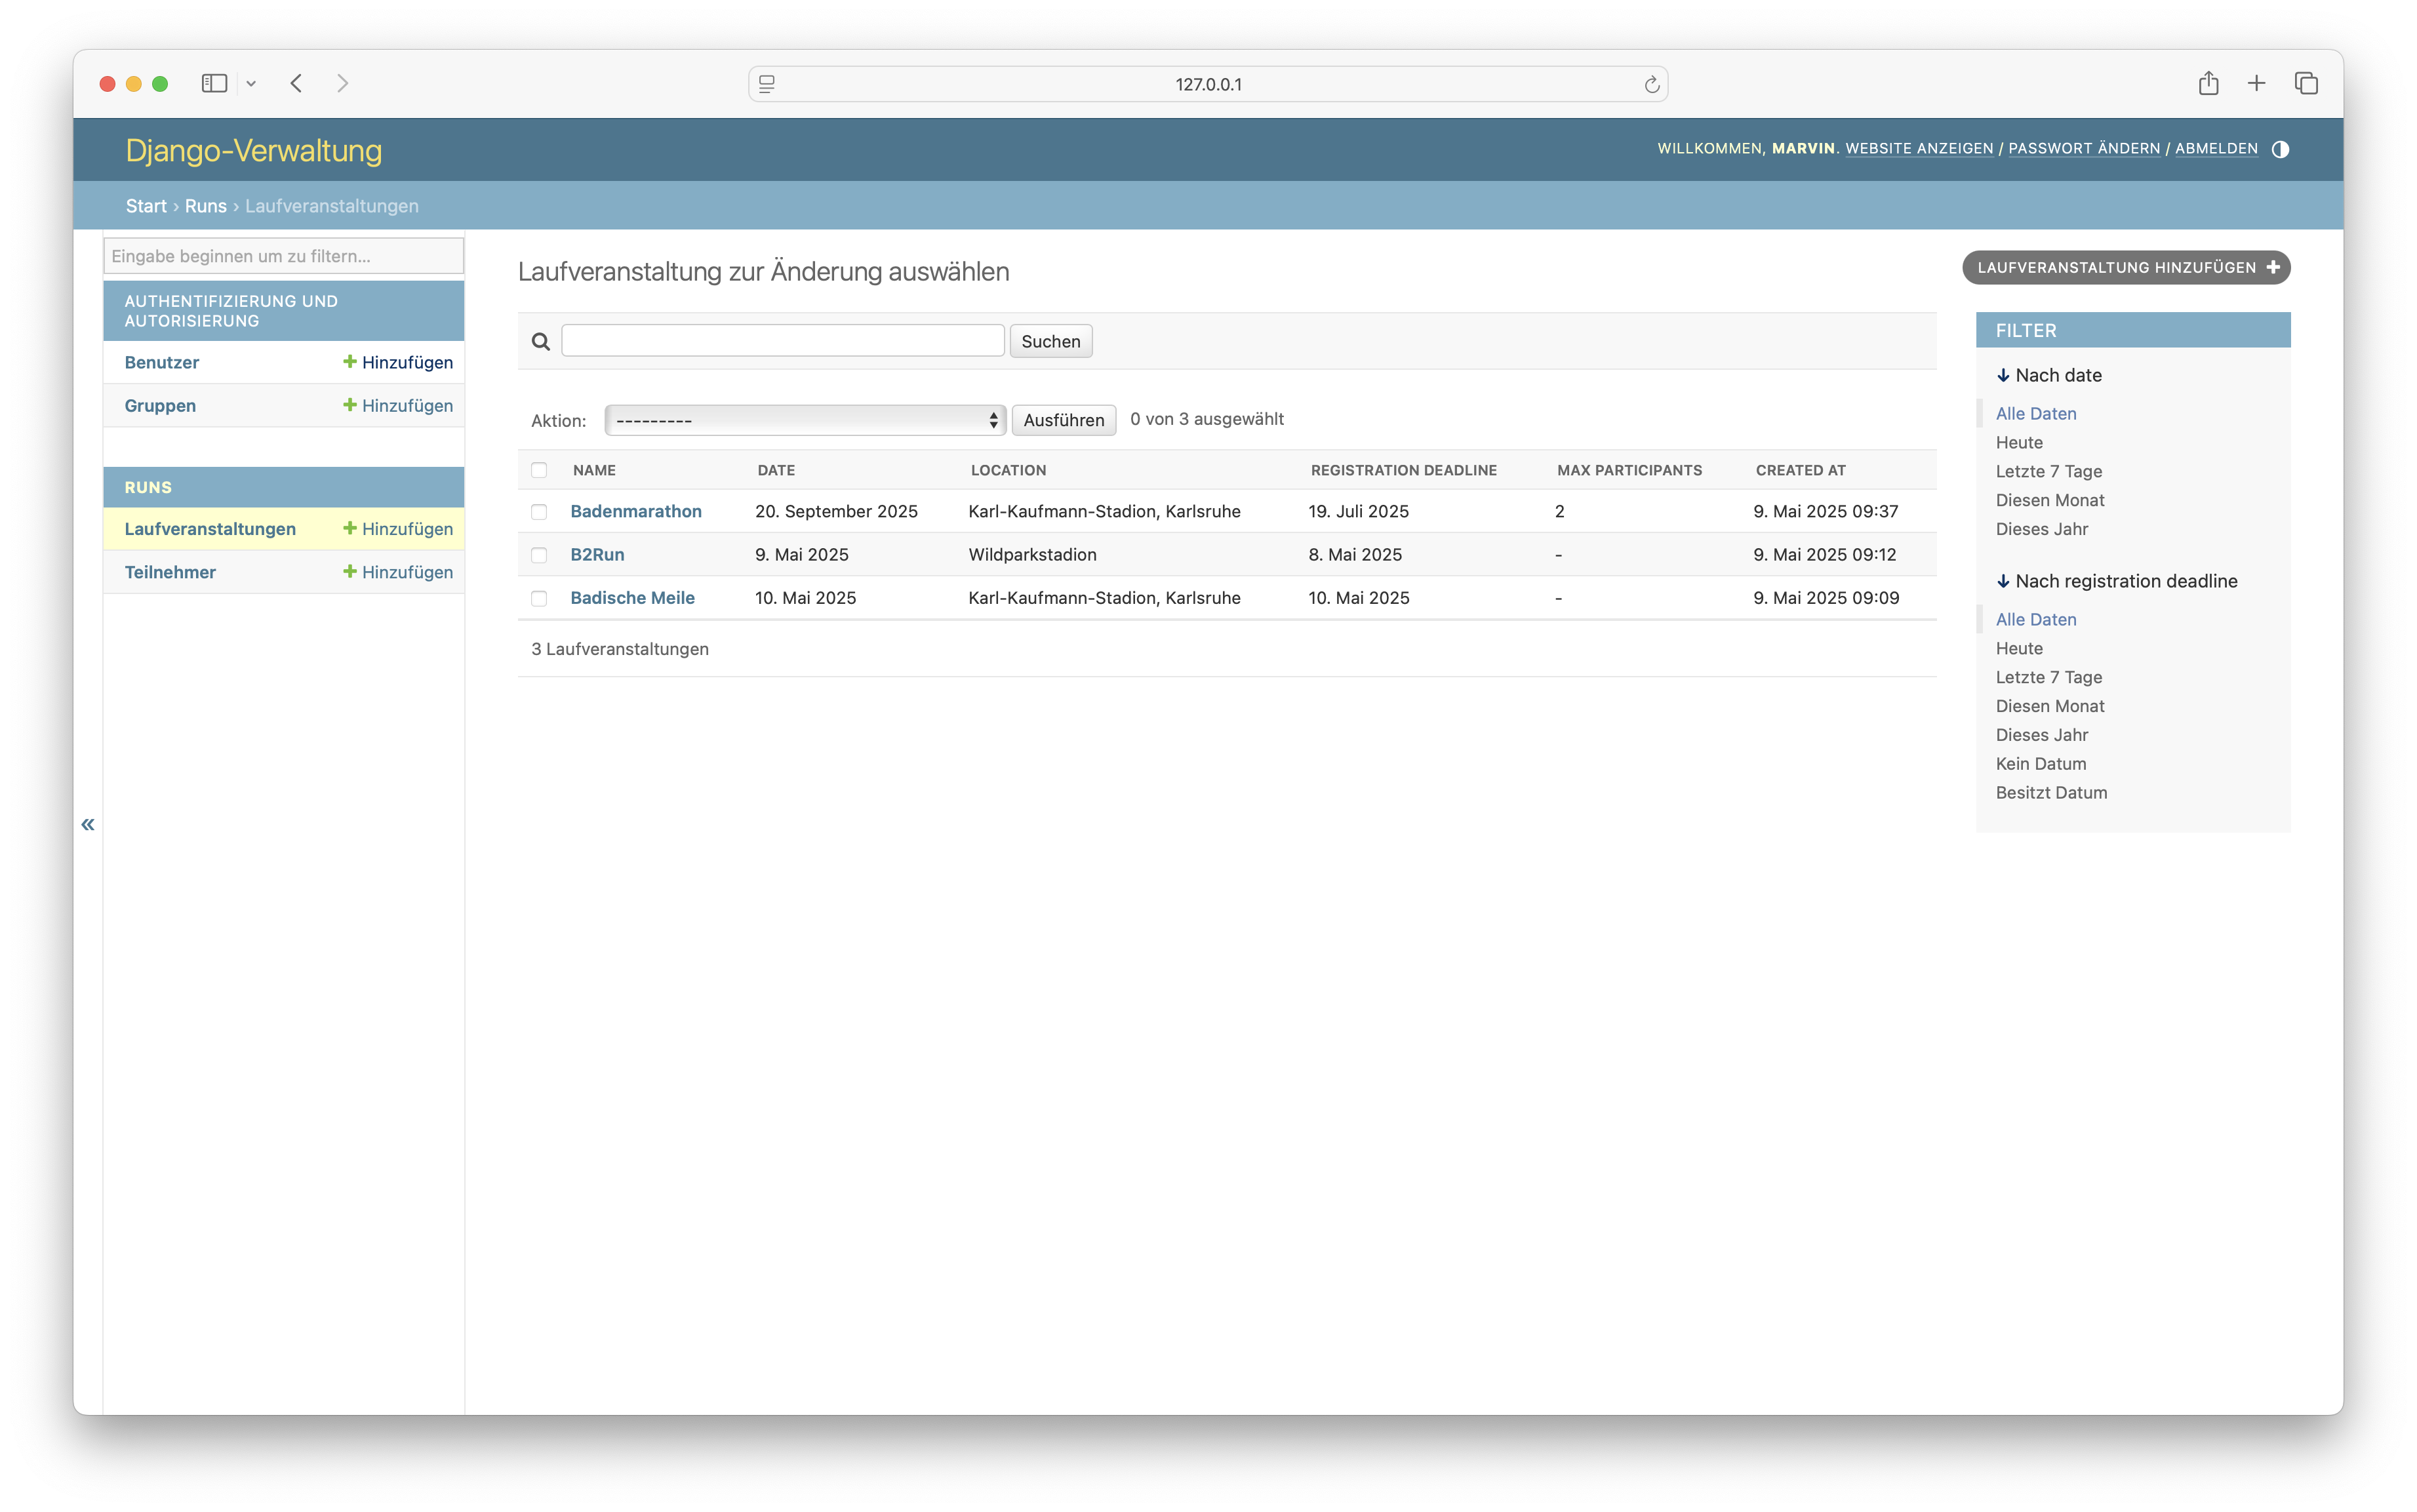 127.0.0.1
Django-Verwaltung
WILLKOMMEN, MARVIN. WEBSITE ANZEIGEN / PASSWORT ÄNDERN / ABMELDEN
Start › Runs › Laufveranstaltungen
Eingabe beginnen um zu filtern...
AUTHENTIFIZIERUNG UND
AUTORISIERUNG
Benutzer + Hinzufügen
Gruppen + Hinzufügen
RUNS
Laufveranstaltungen + Hinzufügen
Teilnehmer + Hinzufügen
«
Laufveranstaltung zur Änderung auswählen
LAUFVERANSTALTUNG HINZUFÜGEN +
Suchen
Aktion: --------- Ausführen 0 von 3 ausgewählt
NAME DATE LOCATION REGISTRATION DEADLINE MAX PARTICIPANTS CREATED AT
Badenmarathon 20. September 2025 Karl-Kaufmann-Stadion, Karlsruhe 19. Juli 2025 2 9. Mai 2025 09:37
B2Run 9. Mai 2025 Wildparkstadion 8. Mai 2025 - 9. Mai 2025 09:12
Badische Meile 10. Mai 2025 Karl-Kaufmann-Stadion, Karlsruhe 10. Mai 2025 - 9. Mai 2025 09:09
3 Laufveranstaltungen
FILTER
↓ Nach date
Alle Daten
Heute
Letzte 7 Tage
Diesen Monat
Dieses Jahr
↓ Nach registration deadline
Alle Daten
Heute
Letzte 7 Tage
Diesen Monat
Dieses Jahr
Kein Datum
Besitzt Datum